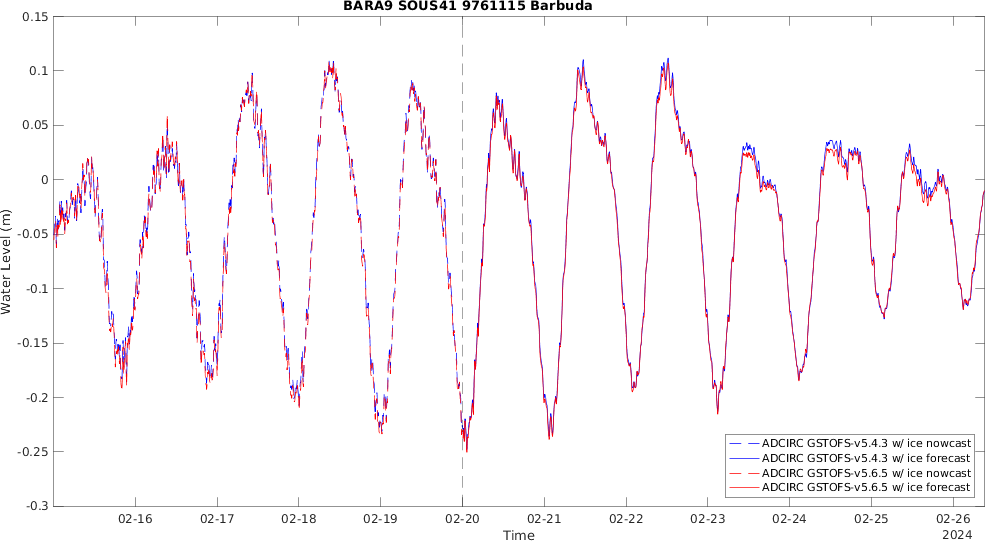 BARA9 SOUS41 9761115 Barbuda
0.15
0.1
0.05
0
-0.05
-0.1
-0.15
-0.2
-0.25
-0.3
Water Level (m)
ADCIRC GSTOFS-v5.4.3 w/ ice nowcast
ADCIRC GSTOFS-v5.4.3 w/ ice forecast
ADCIRC GSTOFS-v5.6.5 w/ ice nowcast
ADCIRC GSTOFS-v5.6.5 w/ ice forecast
02-16 02-17 02-18 02-19 02-20 02-21 02-22 02-23 02-24 02-25 02-26
Time
2024